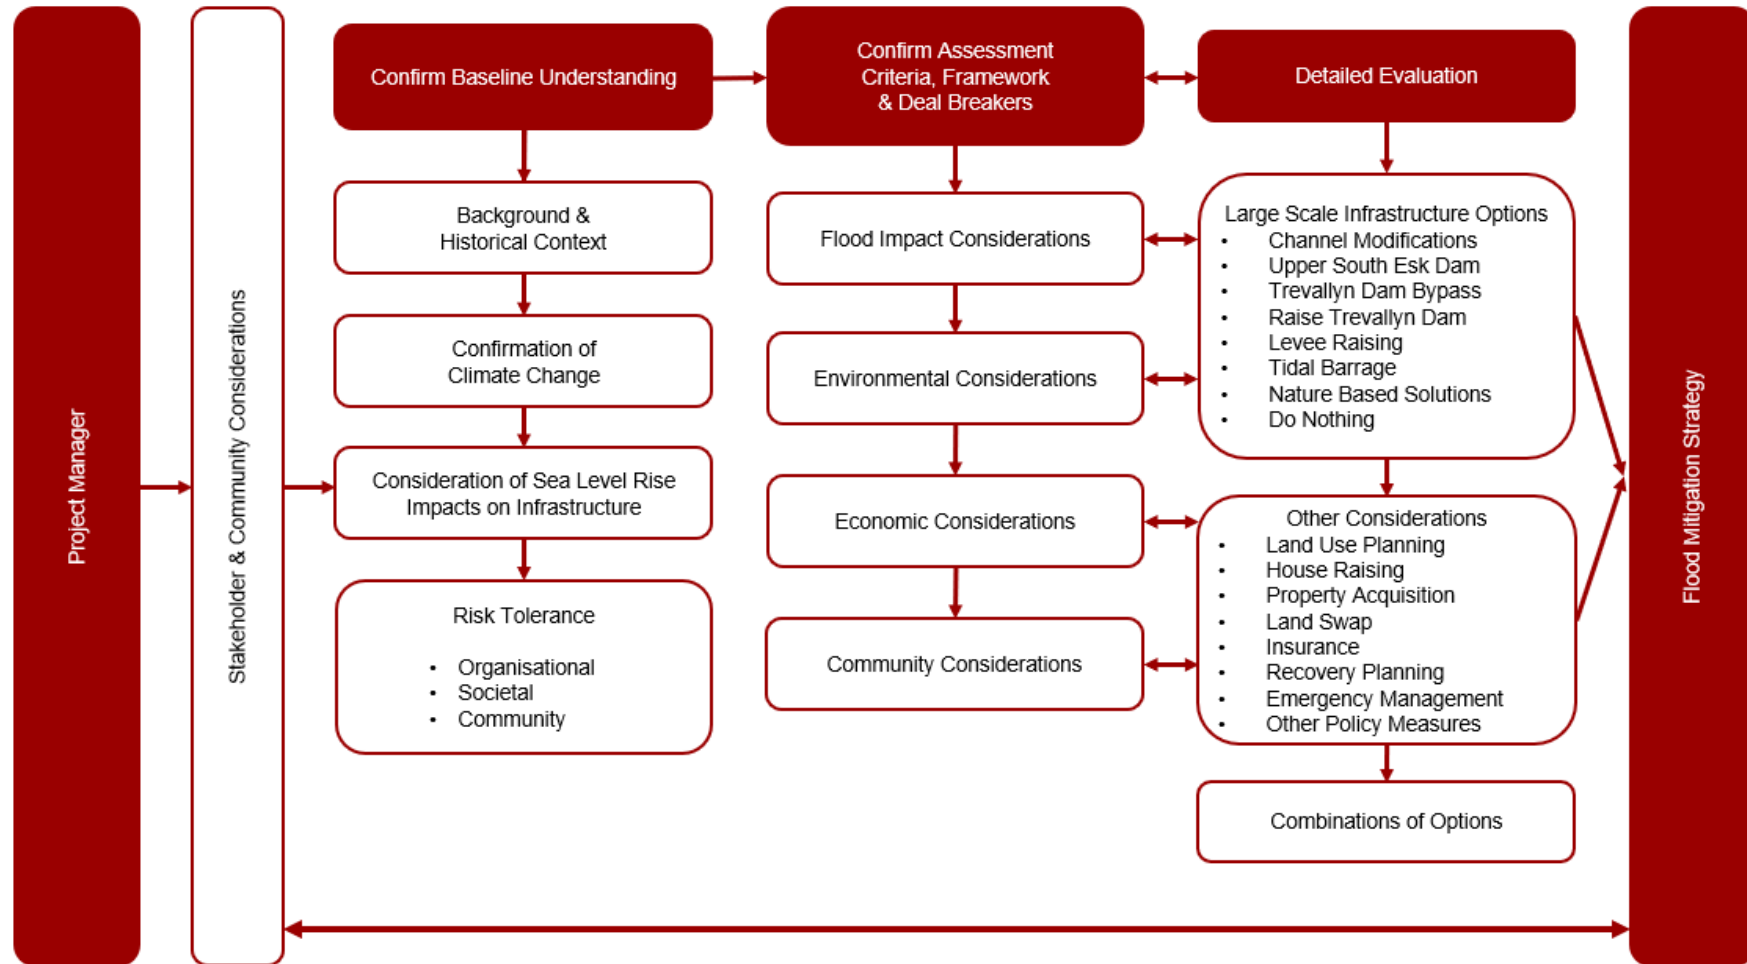 Project Manager
Stakeholder & Community Considerations
Confirm Baseline Understanding
Background &
Historical Context
Confirmation of
Climate Change
Consideration of Sea Level Rise
Impacts on Infrastructure
Risk Tolerance
• Organisational
• Societal
• Community
Confirm Assessment
Criteria, Framework
& Deal Breakers
Flood Impact Considerations
Environmental Considerations
Economic Considerations
Community Considerations
Detailed Evaluation
Large Scale Infrastructure Options
• Channel Modifications
• Upper South Esk Dam
• Trevallyn Dam Bypass
• Raise Trevallyn Dam
• Levee Raising
• Tidal Barrage
• Nature Based Solutions
• Do Nothing
Other Considerations
• Land Use Planning
• House Raising
• Property Acquisition
• Land Swap
• Insurance
• Recovery Planning
• Emergency Management
• Other Policy Measures
Combinations of Options
Flood Mitigation Strategy